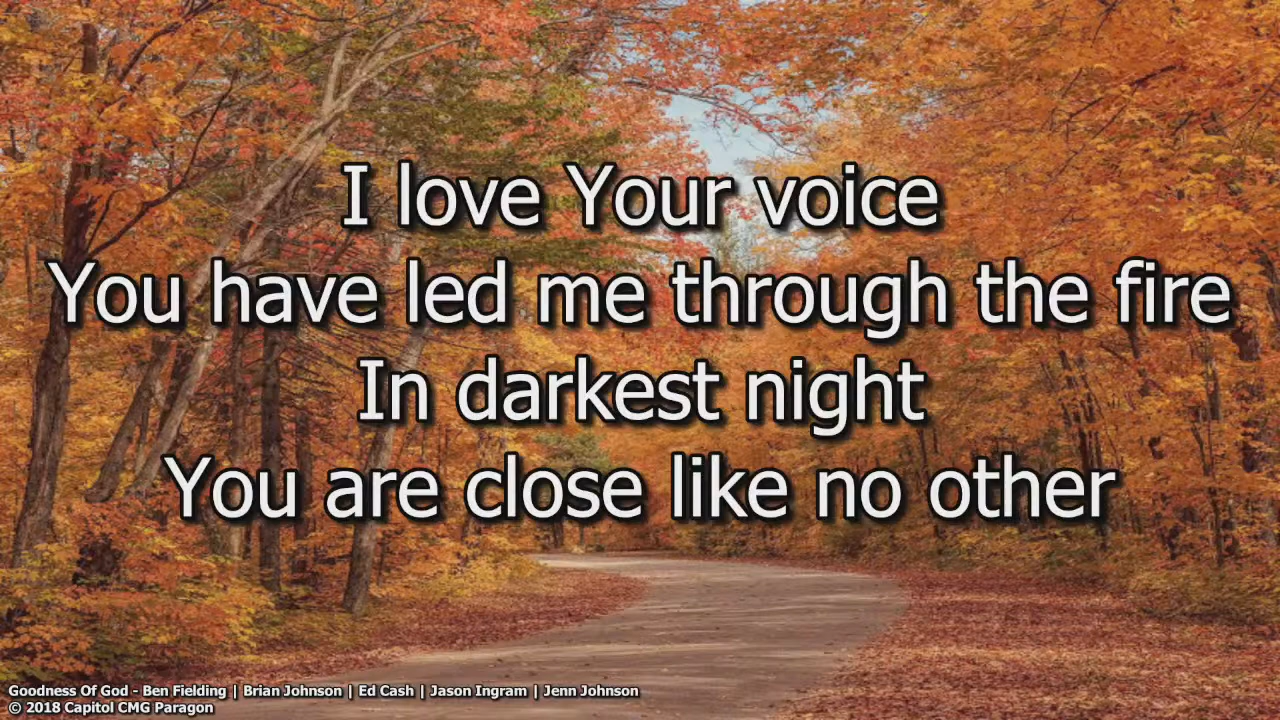 I love Your voice
You have led me through the fire
In darkest night
You are close like no other
Goodness Of God - Ben Fielding | Brian Johnson | Ed Cash | Jason Ingram | Jenn Johnson
© 2018 Capitol CMG Paragon